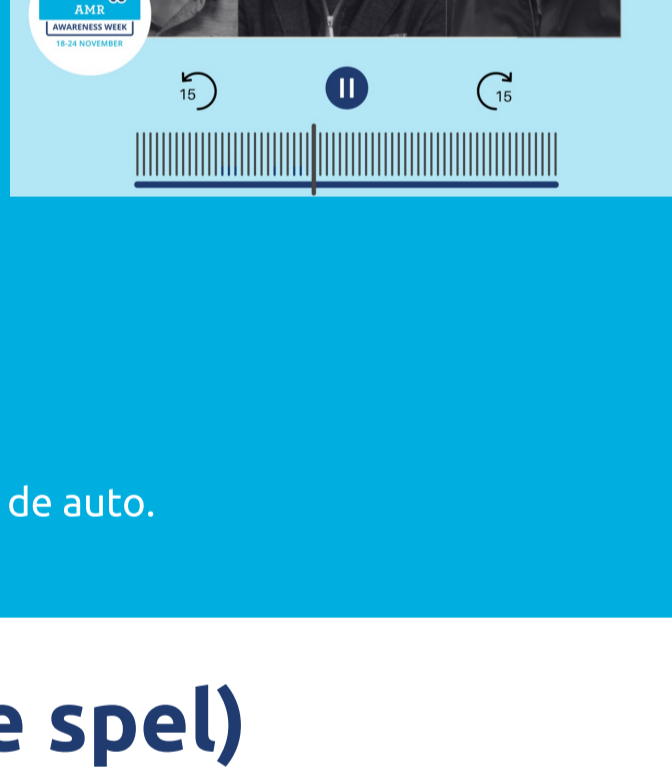 AMR
AWARENESS WEEK
18-24 NOVEMBER
15
15
de auto.
e spel)